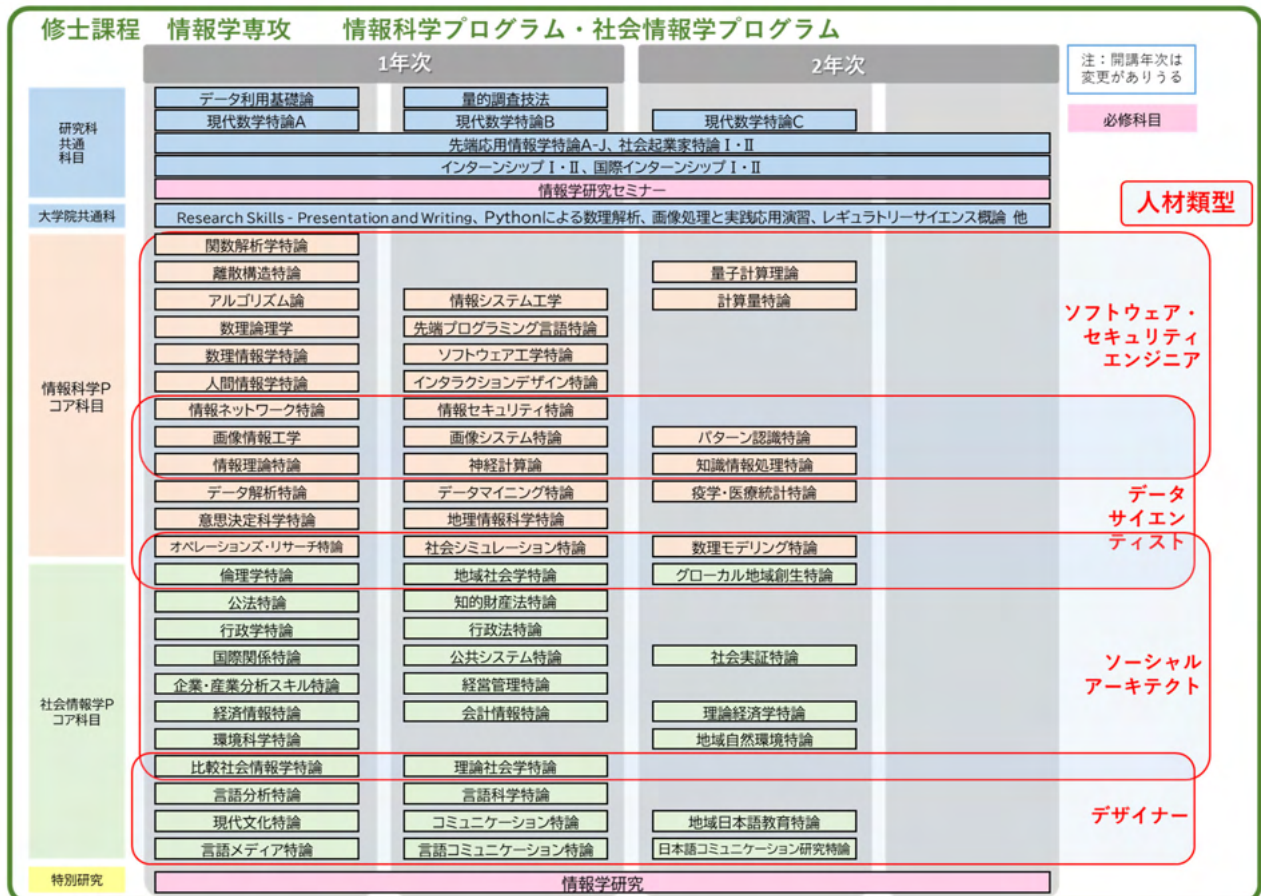 修士課程 情報学専攻 情報科学プログラム・社会情報学プログラム
1年次 2年次
注：開講年次は
変更がありうる
必修科目
人材類型
研究科
共通
科目
データ利用基礎論 量的調査技法
現代数学特論A 現代数学特論B 現代数学特論C
先端応用情報学特論A-J、社会起業家特論Ⅰ・Ⅱ
インターンシップⅠ・Ⅱ、国際インターンシップⅠ・Ⅱ
情報学研究セミナー
大学院共通科
Research Skills - Presentation and Writing、Pythonによる数理解析、画像処理と実践応用演習、レギュラトリーサイエンス概論 他
情報科学P
コア科目
関数解析学特論
離散構造特論 量子計算理論
アルゴリズム論 情報システム工学 計算量特論
数理論理学 先端プログラミング言語特論
数理情報学特論 ソフトウェア工学特論
人間情報学特論 インタラクションデザイン特論
情報ネットワーク特論 情報セキュリティ特論
画像情報工学 画像システム特論 パターン認識特論
情報理論特論 神経計算論 知識情報処理特論
データ解析特論 データマイニング特論 疫学・医療統計特論
意思決定科学特論 地理情報科学特論
オペレーションズ・リサーチ特論 社会シミュレーション特論 数理モデリング特論
ソフトウェア・
セキュリティ
エンジニア
データ
サイエン
ティスト
社会情報学P
コア科目
倫理学特論 地域社会学特論 グローカル地域創生特論
公法特論 知的財産法特論
行政学特論 行政法特論
国際関係特論 公共システム特論 社会実証特論
企業・産業分析スキル特論 経営管理特論
経済情報特論 会計情報特論 理論経済学特論
環境科学特論 地域自然環境特論
比較社会情報学特論 理論社会学特論
言語分析特論 言語科学特論
現代文化特論 コミュニケーション特論 地域日本語教育特論
言語メディア特論 言語コミュニケーション特論 日本語コミュニケーション研究特論
ソーシャル
アーキテクト
デザイナー
特別研究
情報学研究